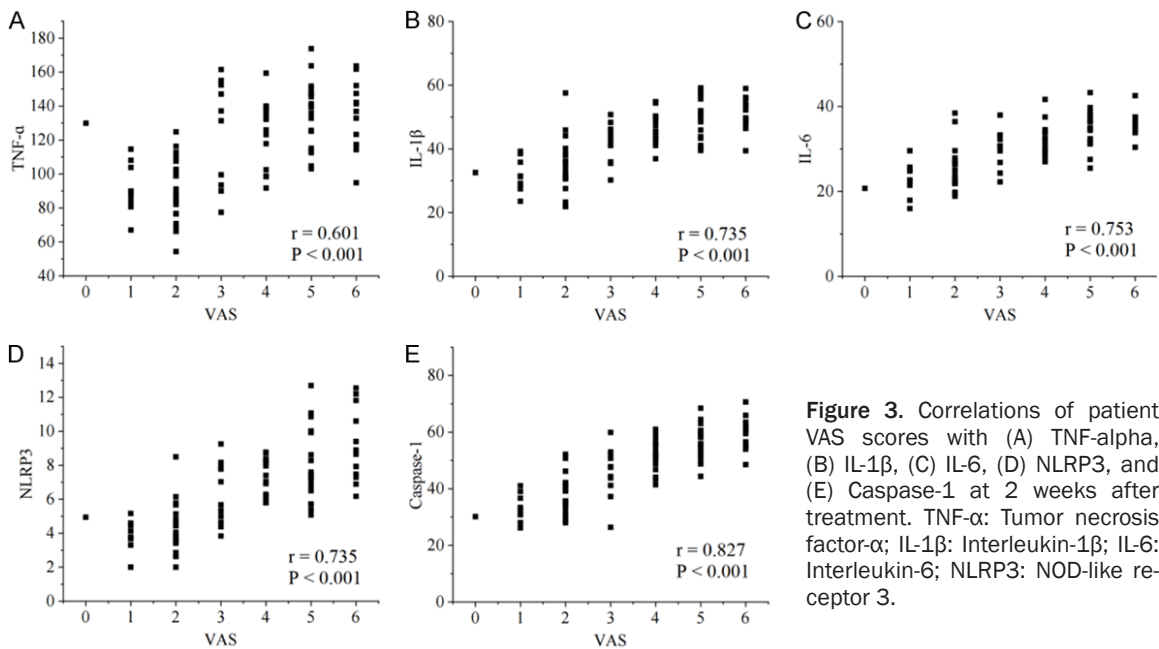 A
180
160
140
120
100
80
60
40
TNF-α
0 1 2 3 4 5 6
VAS
r = 0.601
P < 0.001
B
80
60
40
20
0
IL-1β
0 1 2 3 4 5 6
VAS
r = 0.735
P < 0.001
C
60
40
20
0
IL-6
0 1 2 3 4 5 6
VAS
r = 0.753
P < 0.001
D
14
12
10
8
6
4
2
0
NLRP3
0 1 2 3 4 5 6
VAS
r = 0.735
P < 0.001
E
80
60
40
20
0
Caspase-1
0 1 2 3 4 5 6
VAS
r = 0.827
P < 0.001
Figure 3. Correlations of patient
VAS scores with (A) TNF-alpha,
(B) IL-1β, (C) IL-6, (D) NLRP3, and
(E) Caspase-1 at 2 weeks after
treatment. TNF-α: Tumor necrosis
factor-α; IL-1β: Interleukin-1β; IL-6:
Interleukin-6; NLRP3: NOD-like re-
ceptor 3.